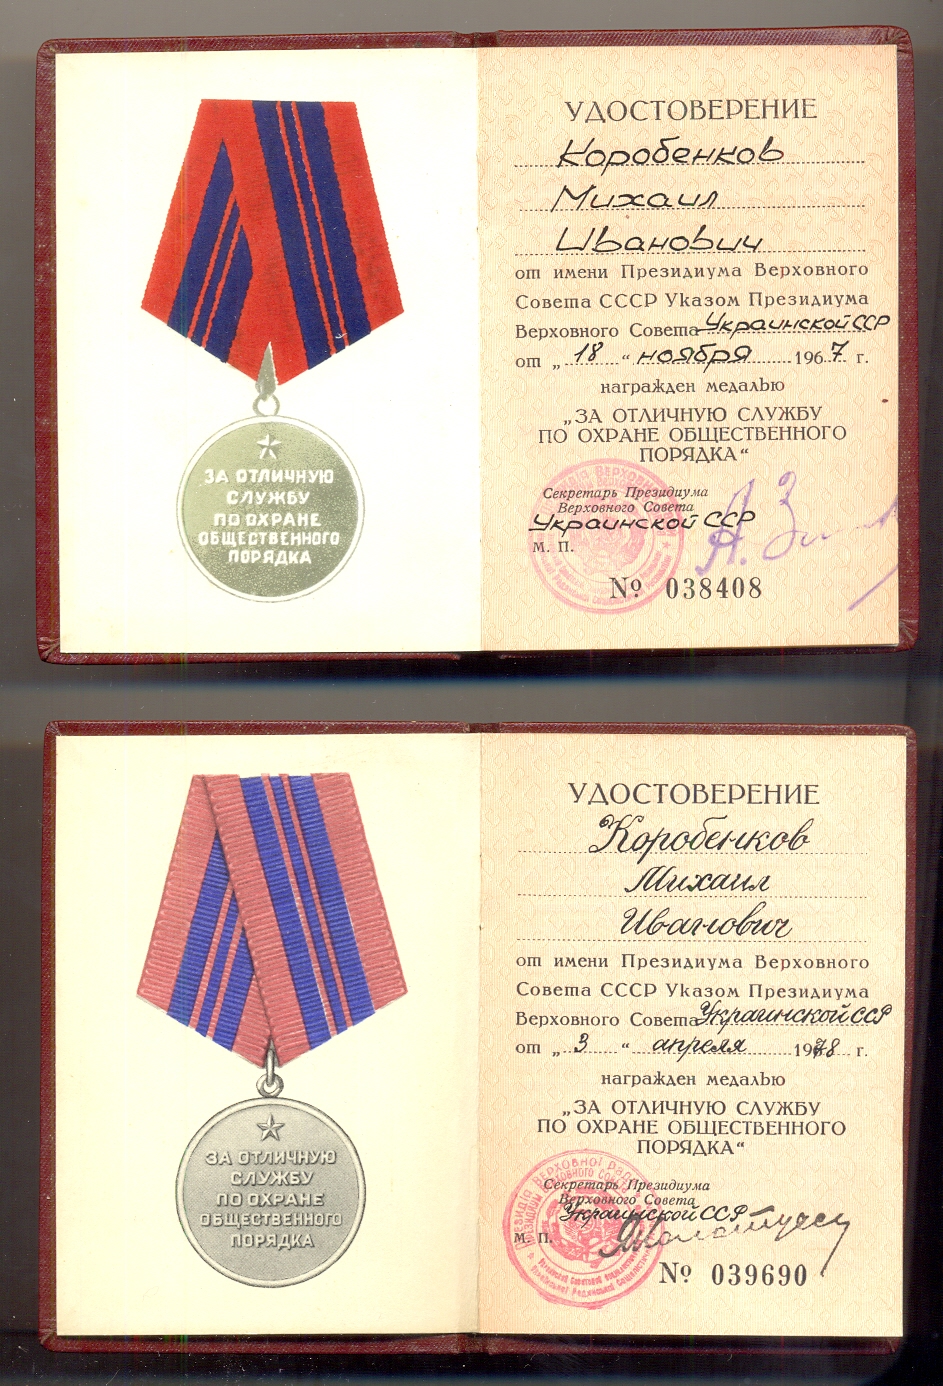 ЗА ОТЛИЧНУЮ
СЛУЖБУ
ПО ОХРАНЕ
ОБЩЕСТВЕННОГО
ПОРЯДКА
УДОСТОВЕРЕНИЕ
Коробенков
Михаил
Иванович
от имени Президиума Верховного
Совета СССР Указом Президиума
Верховного Совета Украинской ССР
от „ 18 “ ноября 1967 г.
награжден медалью
„ЗА ОТЛИЧНУЮ СЛУЖБУ
ПО ОХРАНЕ ОБЩЕСТВЕННОГО
ПОРЯДКА“
Секретарь Президиума
Верховного Совета
Украинской ССР
М. П.
№ 038408
ЗА ОТЛИЧНУЮ
СЛУЖБУ
ПО ОХРАНЕ
ОБЩЕСТВЕННОГО
ПОРЯДКА
УДОСТОВЕРЕНИЕ
Коробенков
Михаил
Иванович
от имени Президиума Верховного
Совета СССР Указом Президиума
Верховного Совета Украинской ССР
от „ 3 “ апреля 1978 г.
награжден медалью
„ЗА ОТЛИЧНУЮ СЛУЖБУ
ПО ОХРАНЕ ОБЩЕСТВЕННОГО
ПОРЯДКА“
Секретарь Президиума
Верховного Совета
Украинской ССР
М. П.
№ 039690